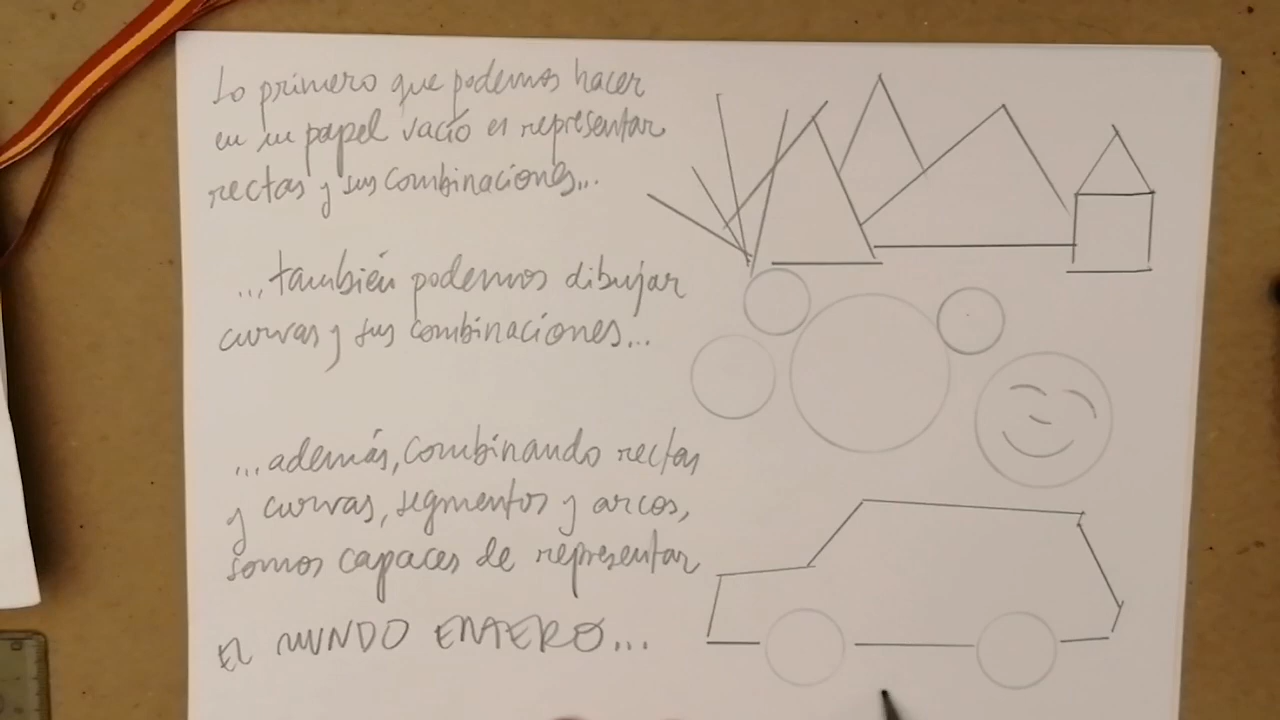 Lo primero que podemos hacer
en un papel vacío es representar
rectas y sus combinaciones...
...también podemos dibujar
curvas y sus combinaciones...
...además, combinando rectas
y curvas, segmentos y arcos,
somos capaces de representar
EL MUNDO ENTERO...